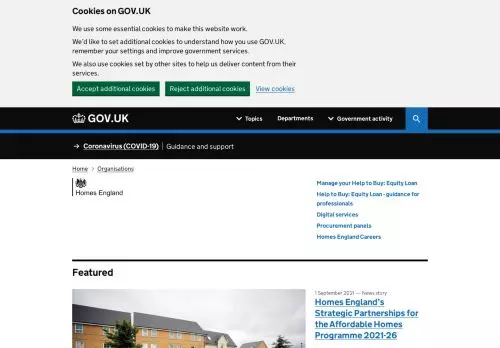 Cookies on GOV.UK
We use some essential cookies to make this website work.
We'd like to set additional cookies to understand how you use GOV.UK,
remember your settings and improve government services.
We also use cookies set by other sites to help us deliver content from their
services.
Accept additional cookies Reject additional cookies View cookies
GOV.UK Topics Departments Government activity
→ Coronavirus (COVID-19) Guidance and support
Home > Organisations
Homes England
Manage your Help to Buy: Equity Loan
Help to Buy: Equity Loan - guidance for
professionals
Digital services
Procurement panels
Homes England Careers
Featured
1 September 2021 — News story
Homes England's
Strategic Partnerships for
the Affordable Homes
Programme 2021-26